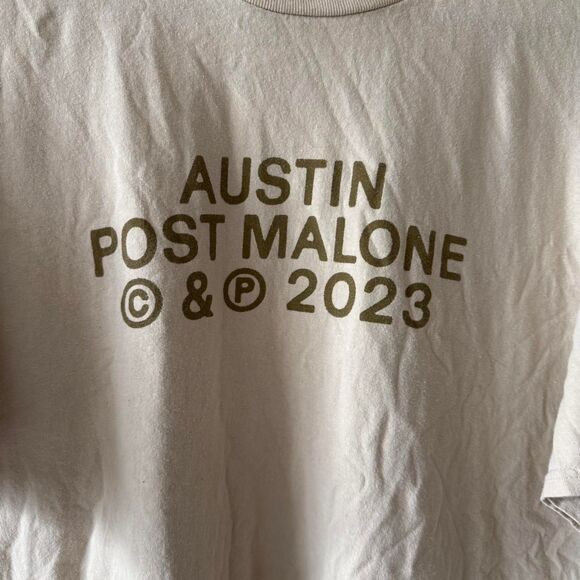 AUSTIN
POST MALONE
© & ℗ 2023